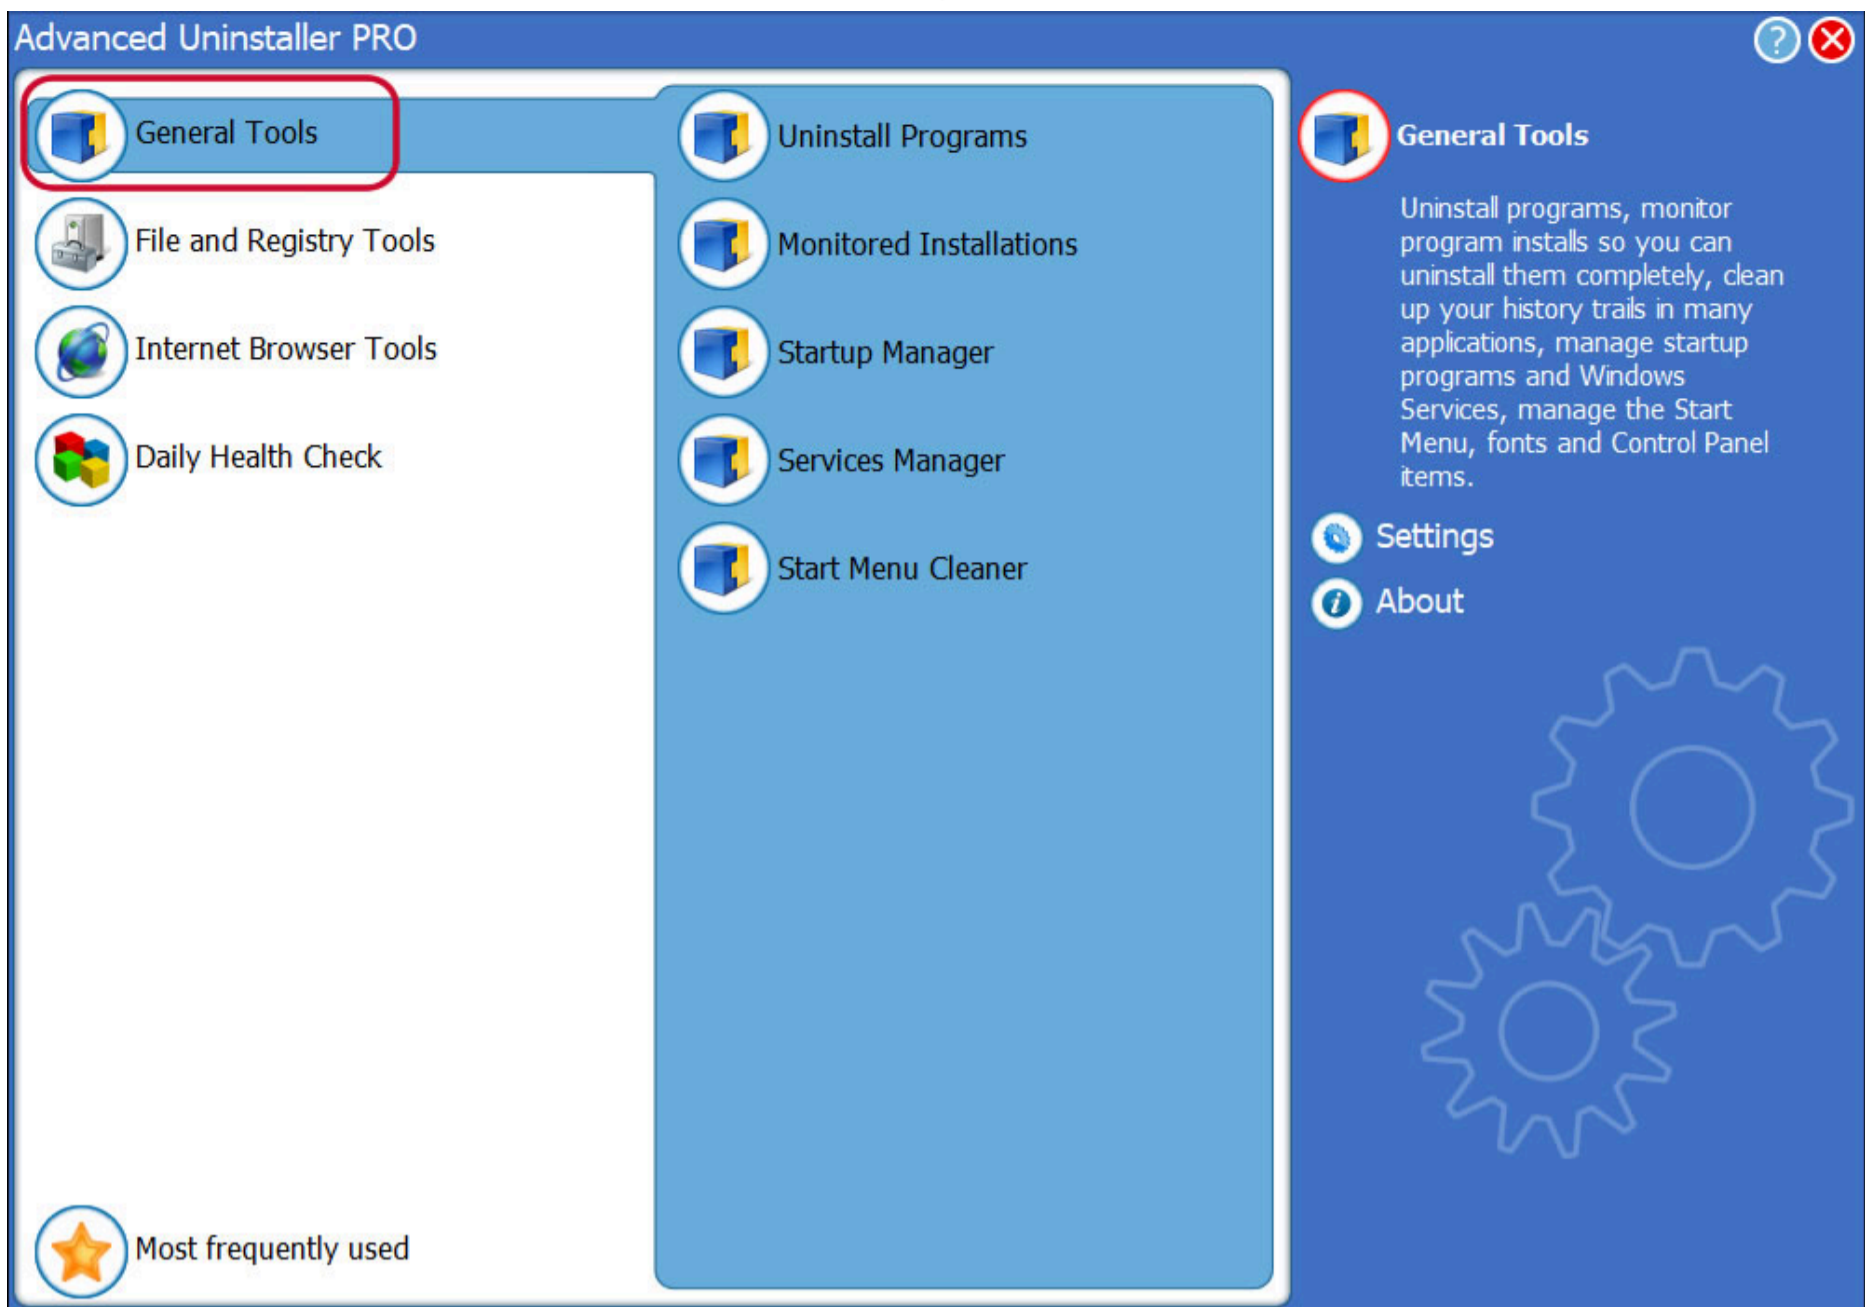 Advanced Uninstaller PRO
?
General Tools
File and Registry Tools
Internet Browser Tools
Daily Health Check
Most frequently used
Uninstall Programs
Monitored Installations
Startup Manager
Services Manager
Start Menu Cleaner
General Tools
Uninstall programs, monitor
program installs so you can
uninstall them completely, clean
up your history trails in many
applications, manage startup
programs and Windows
Services, manage the Start
Menu, fonts and Control Panel
items.
Settings
i About